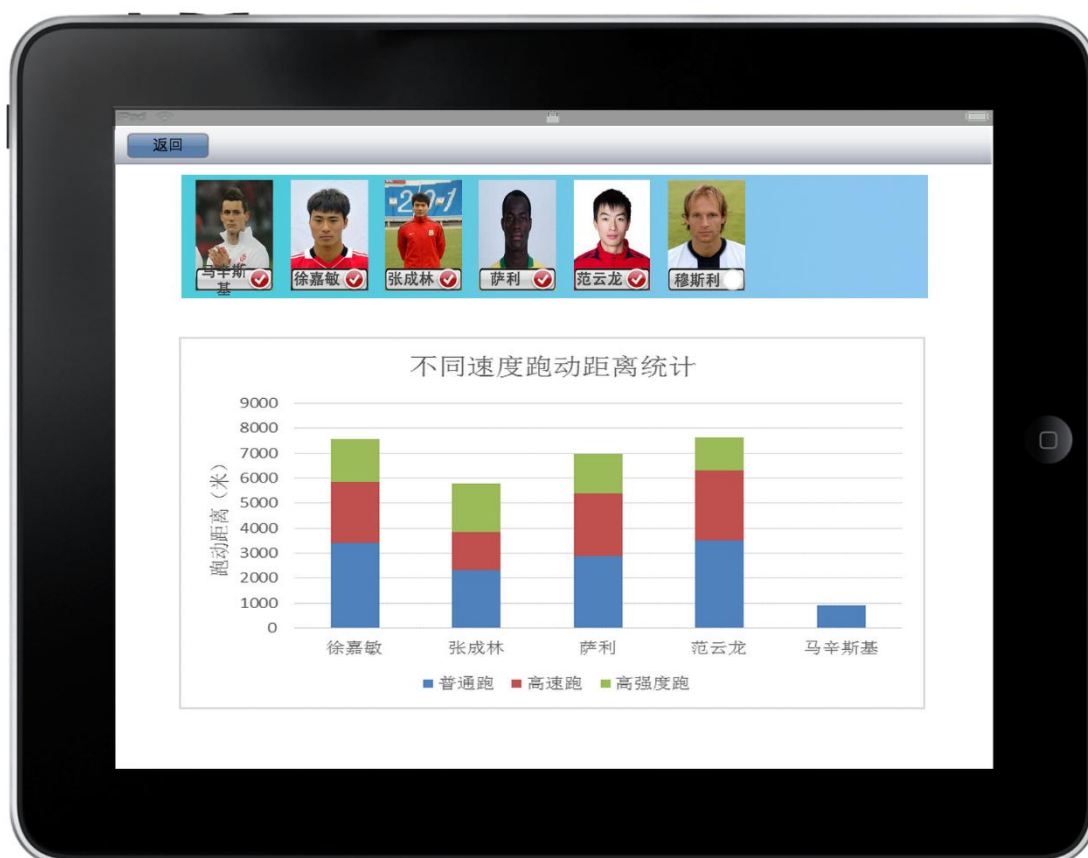 返回
-2 0-1
马辛斯
基
徐嘉敏
张成林
萨利
范云龙
穆斯利
不同速度跑动距离统计
跑动距离（米）
9000
8000
7000
6000
5000
4000
3000
2000
1000
0
徐嘉敏 张成林 萨利 范云龙 马辛斯基
普通跑 高速跑 高强度跑